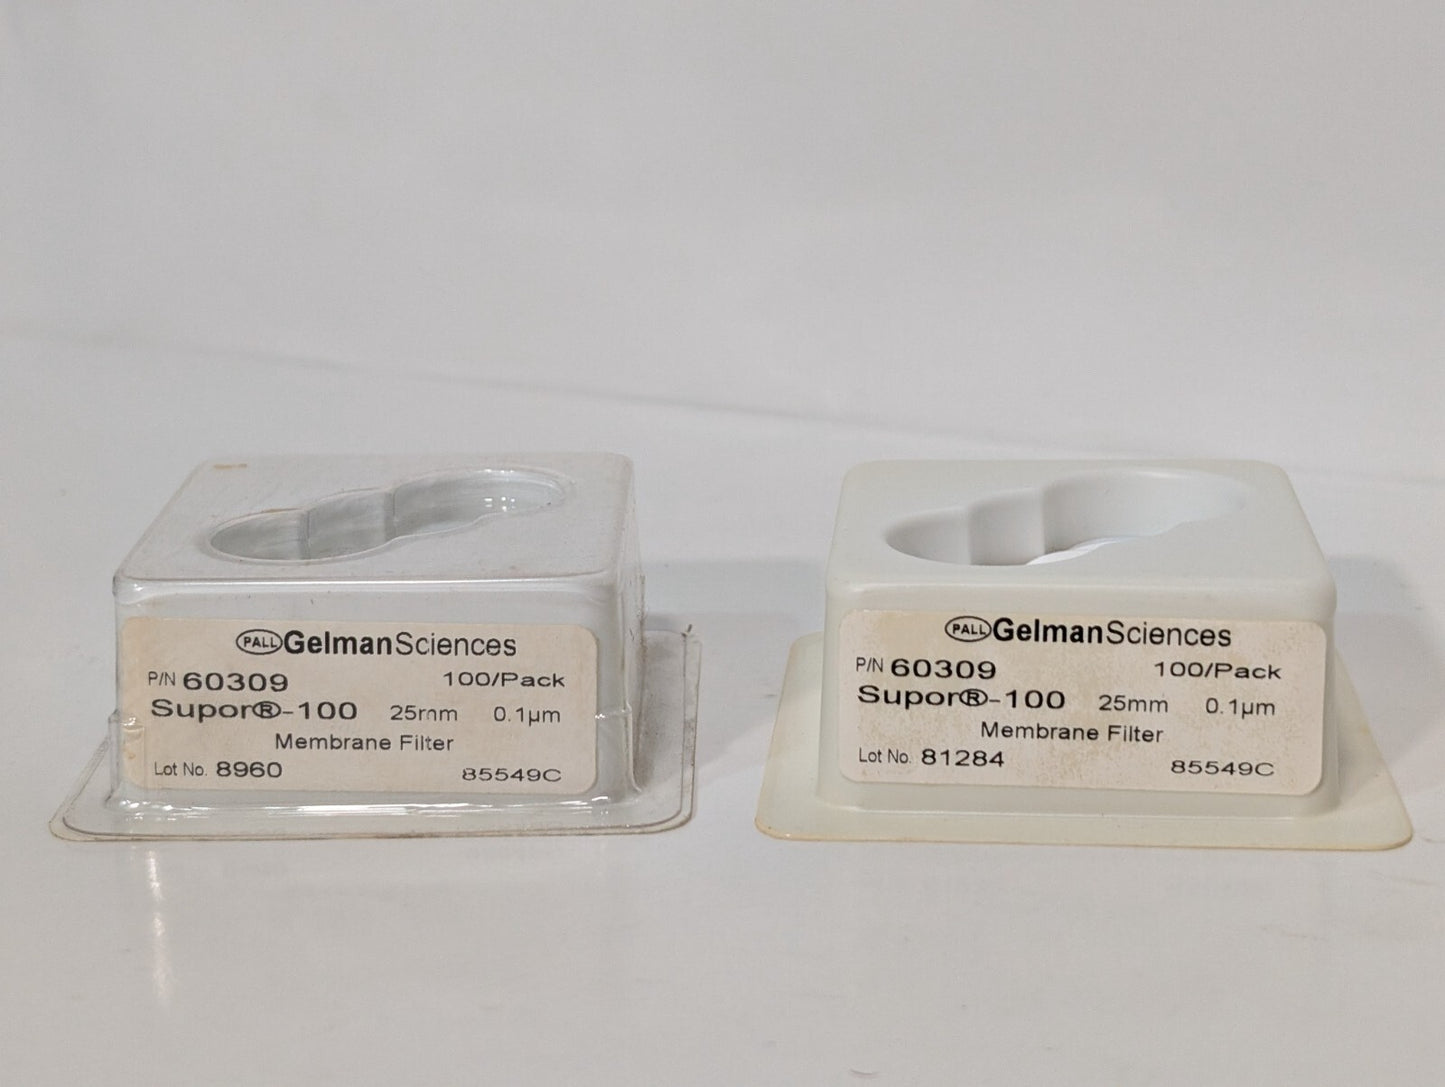 PALL GelmanSciences
P/N 60309 100/Pack
Supor®-100 25mm 0.1µm
Membrane Filter
Lot No. 8960 85549C
PALL GelmanSciences
P/N 60309 100/Pack
Supor®-100 25mm 0.1µm
Membrane Filter
Lot No. 81284 85549C